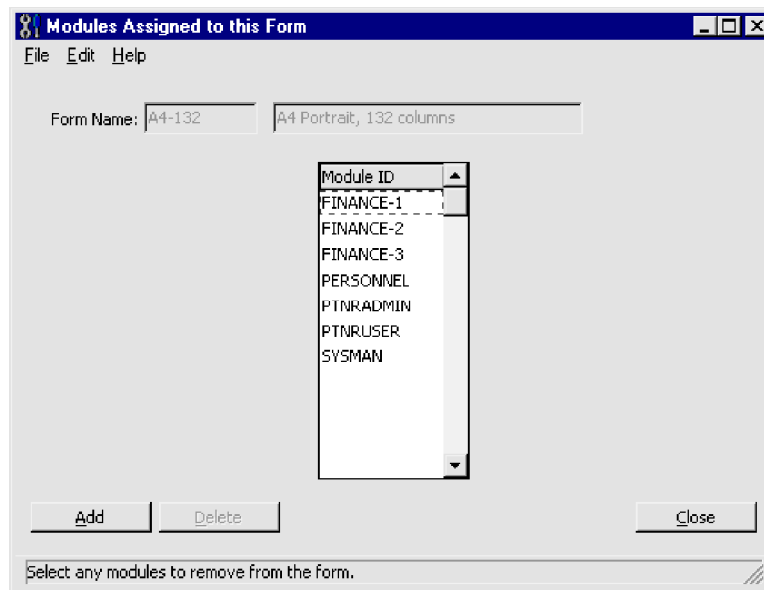 Modules Assigned to this Form
File Edit Help
Form Name: A4-132 A4 Portrait, 132 columns
Module ID
FINANCE-1
FINANCE-2
FINANCE-3
PERSONNEL
PTNRADMIN
PTNRUSER
SYSMAN
Add Delete Close
Select any modules to remove from the form.